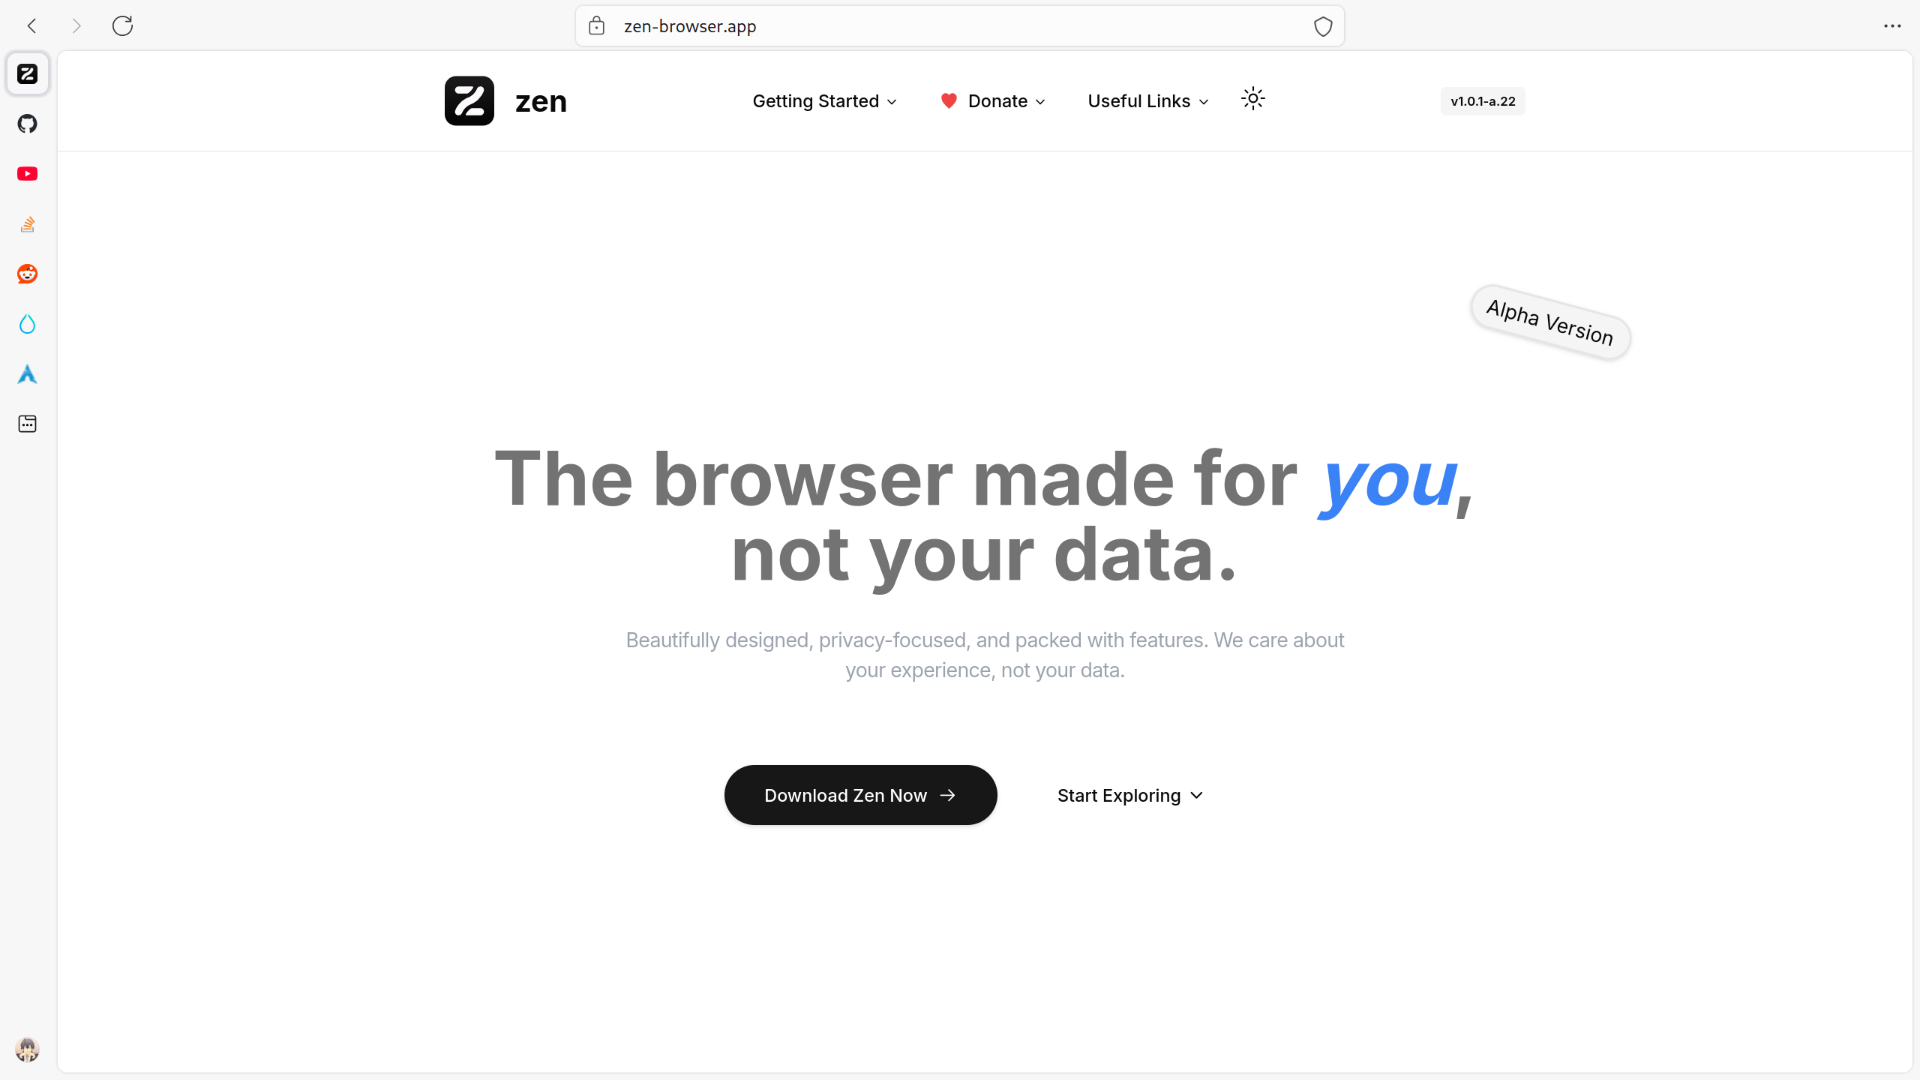 zen-browser.app
zen
Getting Started
Donate
Useful Links
v1.0.1-a.22
Alpha Version
The browser made for you,
not your data.
Beautifully designed, privacy-focused, and packed with features. We care about
your experience, not your data.
Download Zen Now
Start Exploring